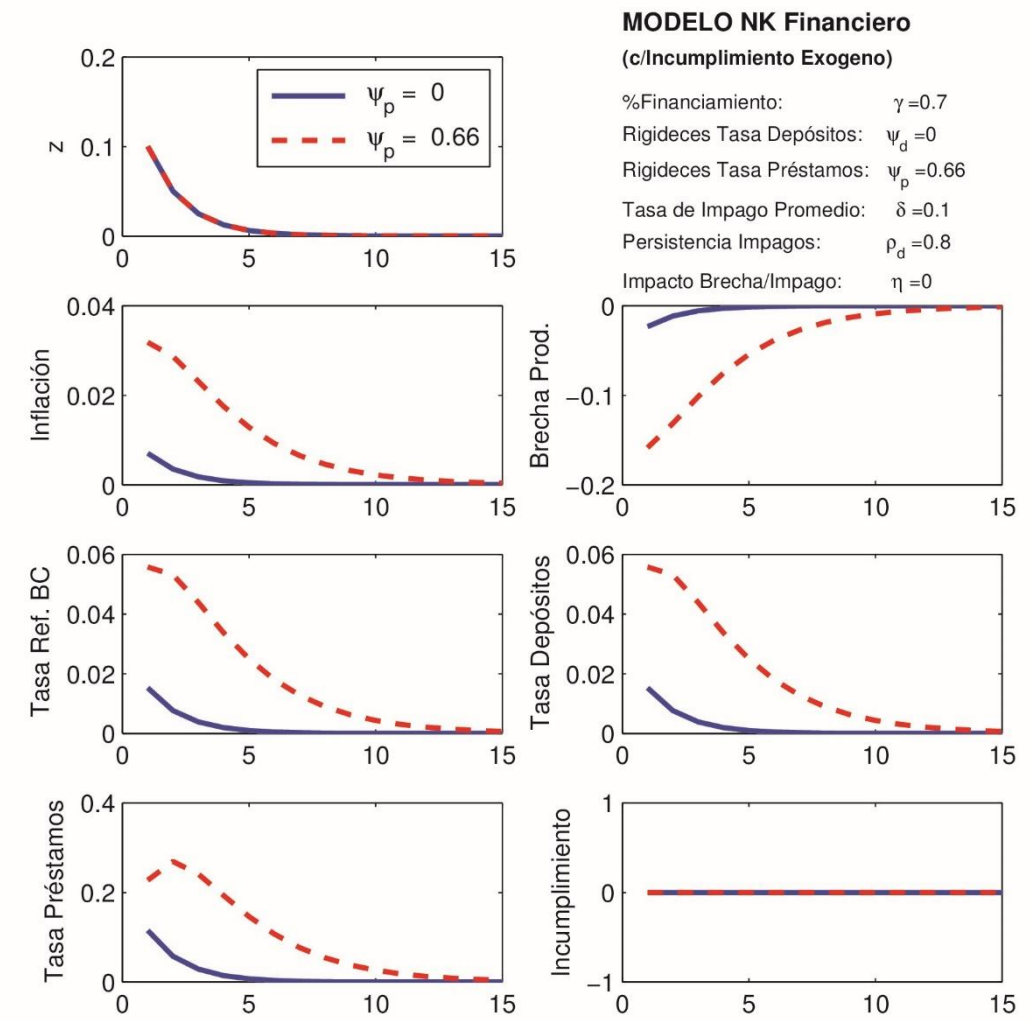 MODELO NK Financiero
(c/Incumplimiento Exogeno)
%Financiamiento: γ =0.7
Rigideces Tasa Depósitos: ψd =0
Rigideces Tasa Préstamos: ψp =0.66
Tasa de Impago Promedio: δ =0.1
Persistencia Impagos: ρd =0.8
Impacto Brecha/Impago: η =0
z
0.2
0.1
0
ψp = 0
ψp = 0.66
0 5 10 15
Inflación
0.04
0.02
0
0 5 10 15
Brecha Prod.
0
−0.1
−0.2
0 5 10 15
Tasa Ref. BC
0.06
0.04
0.02
0
0 5 10 15
Tasa Depósitos
0.06
0.04
0.02
0
0 5 10 15
Tasa Préstamos
0.4
0.2
0
0 5 10 15
Incumplimiento
1
0
−1
0 5 10 15